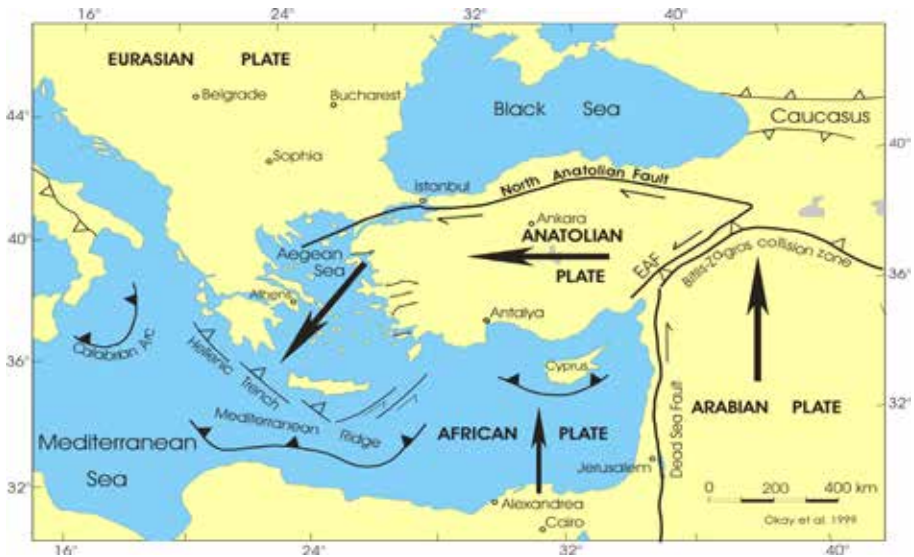 16° 24° 32° 40°
EURASIAN PLATE
Belgrade
Bucharest
Black Sea
Caucasus
44°
40°
Sophia
Istanbul
North Anatolian Fault
Ankara
ANATOLIAN
PLATE
40°
Aegean
Sea
EAF
Bitlis-zagros collision zone
36°
Athens
Antalya
Calabrian Arc
Hellenic
Trench
Cyprus
36°
Mediterranean
Ridge
AFRICAN PLATE
ARABIAN PLATE
32°
Dead Sea Fault
Mediterranean
Sea
Jerusalem
0 200 400 km
32°
Alexandrea
Cairo
Okay et al. 1999
16° 24° 32° 40°